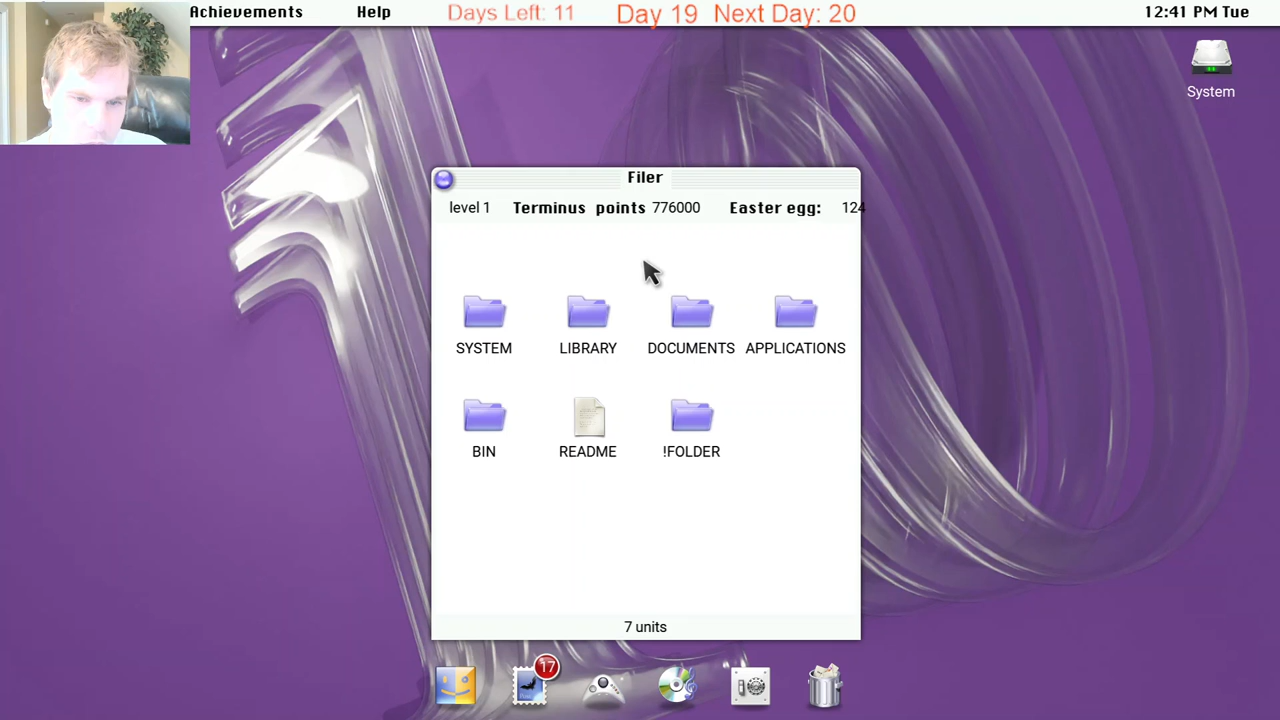 Achievements Help Days Left: 11 Day 19 Next Day: 20 12:41 PM Tue
System
Filer
level 1 Terminus points 776000 Easter egg: 124
SYSTEM LIBRARY DOCUMENTS APPLICATIONS
BIN README !FOLDER
7 units
17